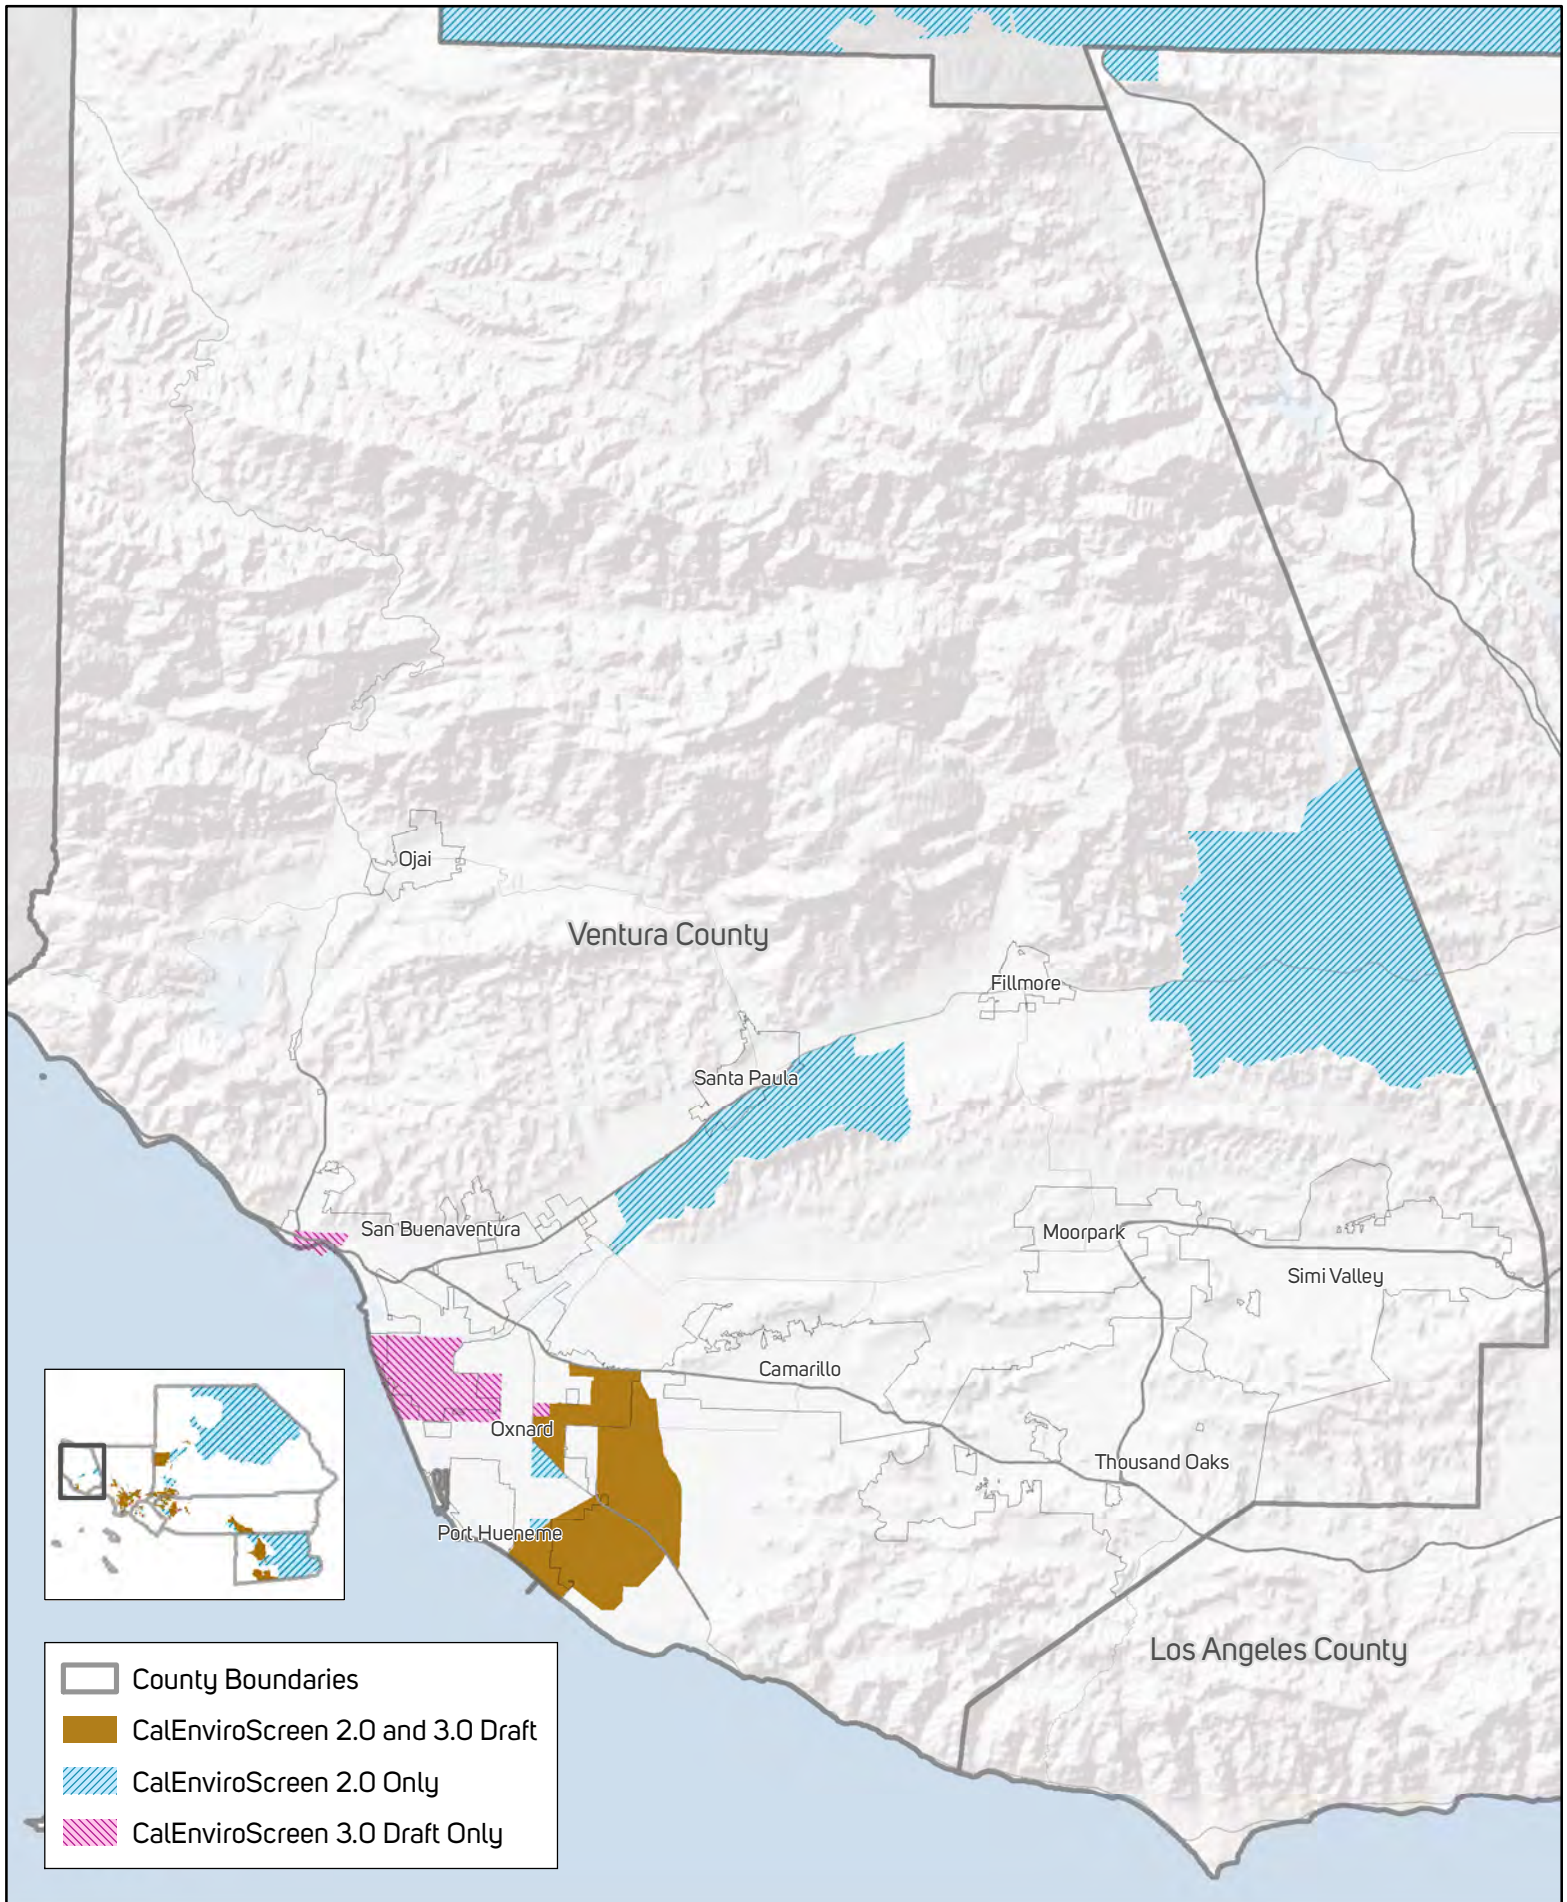 Ojai
Ventura County
Fillmore
Santa Paula
San Buenaventura
Moorpark
Simi Valley
Camarillo
Oxnard
Thousand Oaks
Port Hueneme
Los Angeles County
County Boundaries
CalEnviroScreen 2.0 and 3.0 Draft
CalEnviroScreen 2.0 Only
CalEnviroScreen 3.0 Draft Only